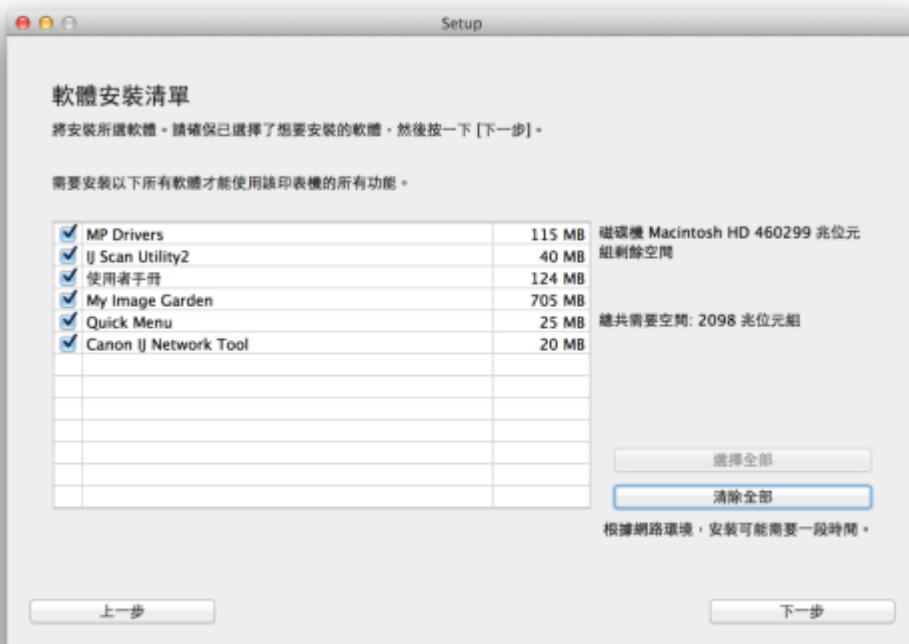 Setup
軟體安裝清單
將安裝所選軟體。請確保已選擇了想要安裝的軟體,然後按一下 [下一步]。
需要安裝以下所有軟體才能使用該印表機的所有功能。
MP Drivers 115 MB
IJ Scan Utility2 40 MB
使用者手冊 124 MB
My Image Garden 705 MB
Quick Menu 25 MB
Canon IJ Network Tool 20 MB
磁碟機 Macintosh HD 460299 兆位元
組剩餘空間
總共需要空間: 2098 兆位元組
選擇全部
清除全部
根據網路環境,安裝可能需要一段時間。
上一步
下一步